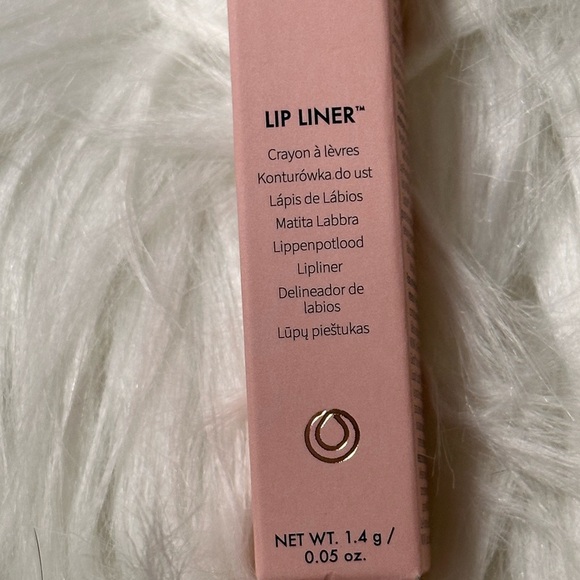 LIP LINER™
Crayon à lèvres
Konturówka do ust
Lápis de Lábios
Matita Labbra
Lippenpotlood
Lipliner
Delineador de
labios
Lūpų pieštukas
NET WT. 1.4 g /
0.05 oz.